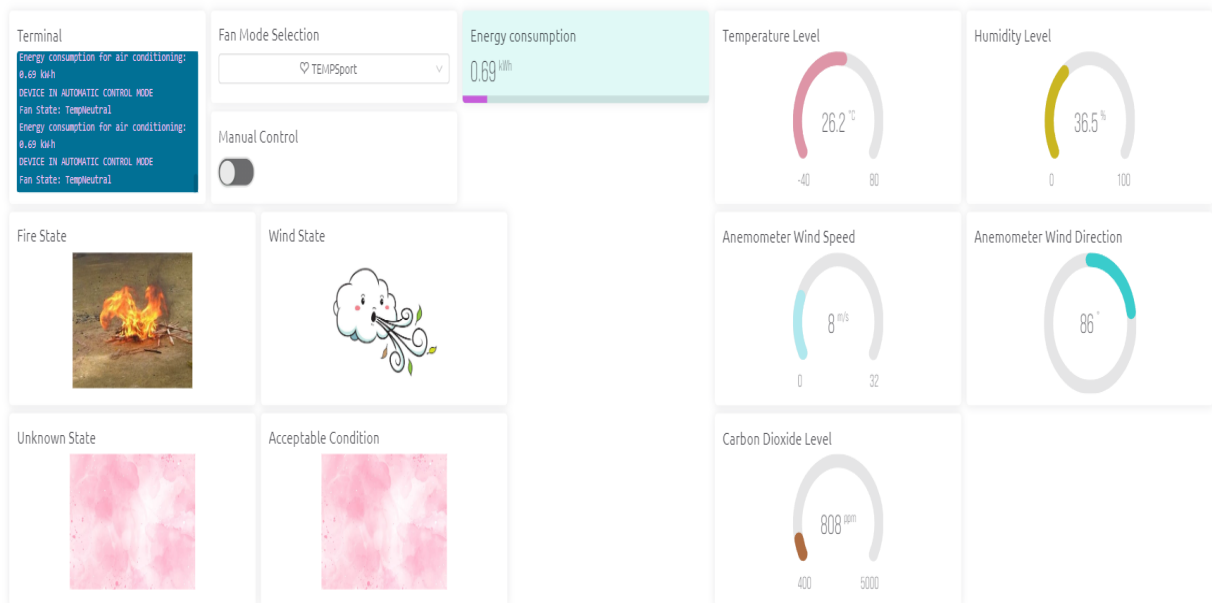 Terminal
Energy consumption for air conditioning:
0.69 kWh
DEVICE IN AUTOMATIC CONTROL MODE
Fan State: TempNeutral
Energy consumption for air conditioning:
0.69 kWh
DEVICE IN AUTOMATIC CONTROL MODE
Fan State: TempNeutral
Fan Mode Selection
♡ TEMPSport
Manual Control
Energy consumption
0.69 kWh
Temperature Level
26.2 °C
-40 80
Humidity Level
36.5 %
0 100
Fire State
Wind State
Anemometer Wind Speed
8 m/s
0 32
Anemometer Wind Direction
86 °
Unknown State
Acceptable Condition
Carbon Dioxide Level
808 ppm
400 5000